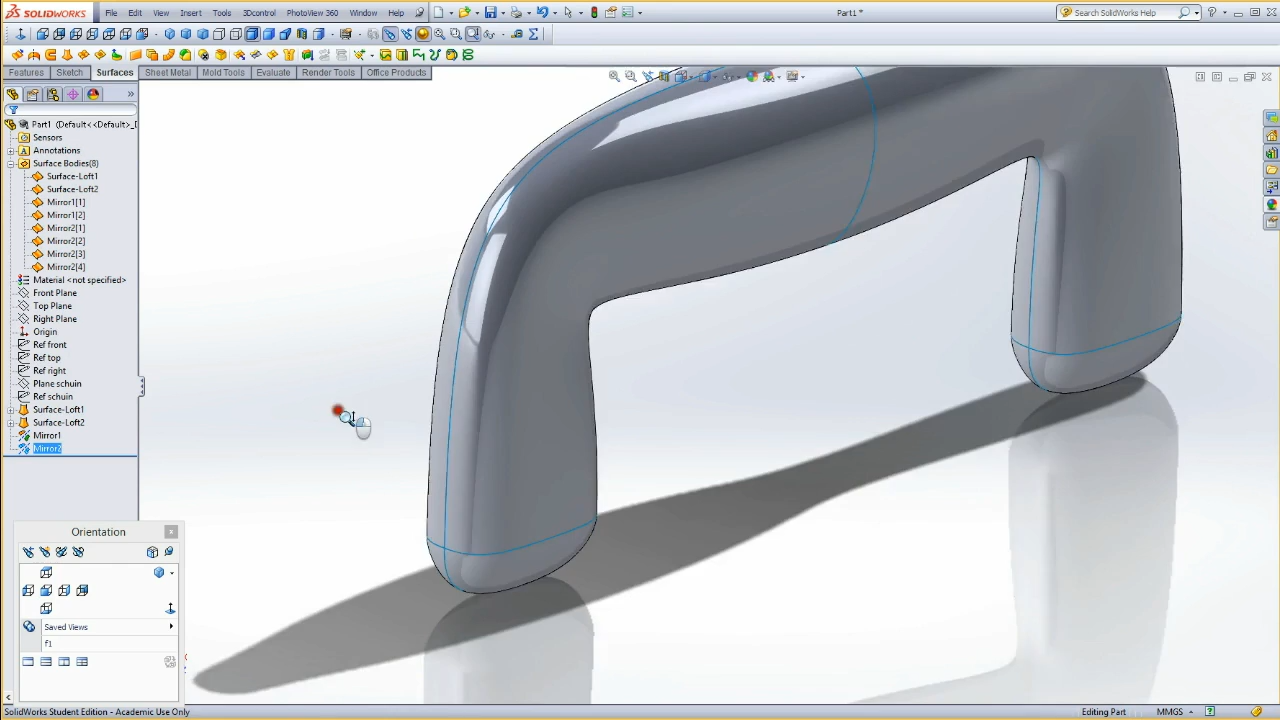 SOLIDWORKS File Edit View Insert Tools 3Dcontrol PhotoView 360 Window Help Part1 * Search SolidWorks Help
Features Sketch Surfaces Sheet Metal Mold Tools Evaluate Render Tools Office Products
Part1 (Default< <Default>_D
Sensors
Annotations
Surface Bodies(8)
Surface-Loft1
Surface-Loft2
Mirror1[1]
Mirror1[2]
Mirror2[1]
Mirror2[2]
Mirror2[3]
Mirror2[4]
Material <not specified>
Front Plane
Top Plane
Right Plane
Origin
Ref front
Ref top
Ref right
Plane schuin
Ref schuin
Surface-Loft1
Surface-Loft2
Mirror1
Mirror2
Orientation
Saved Views
f1
SolidWorks Student Edition - Academic Use Only Editing Part MMGS